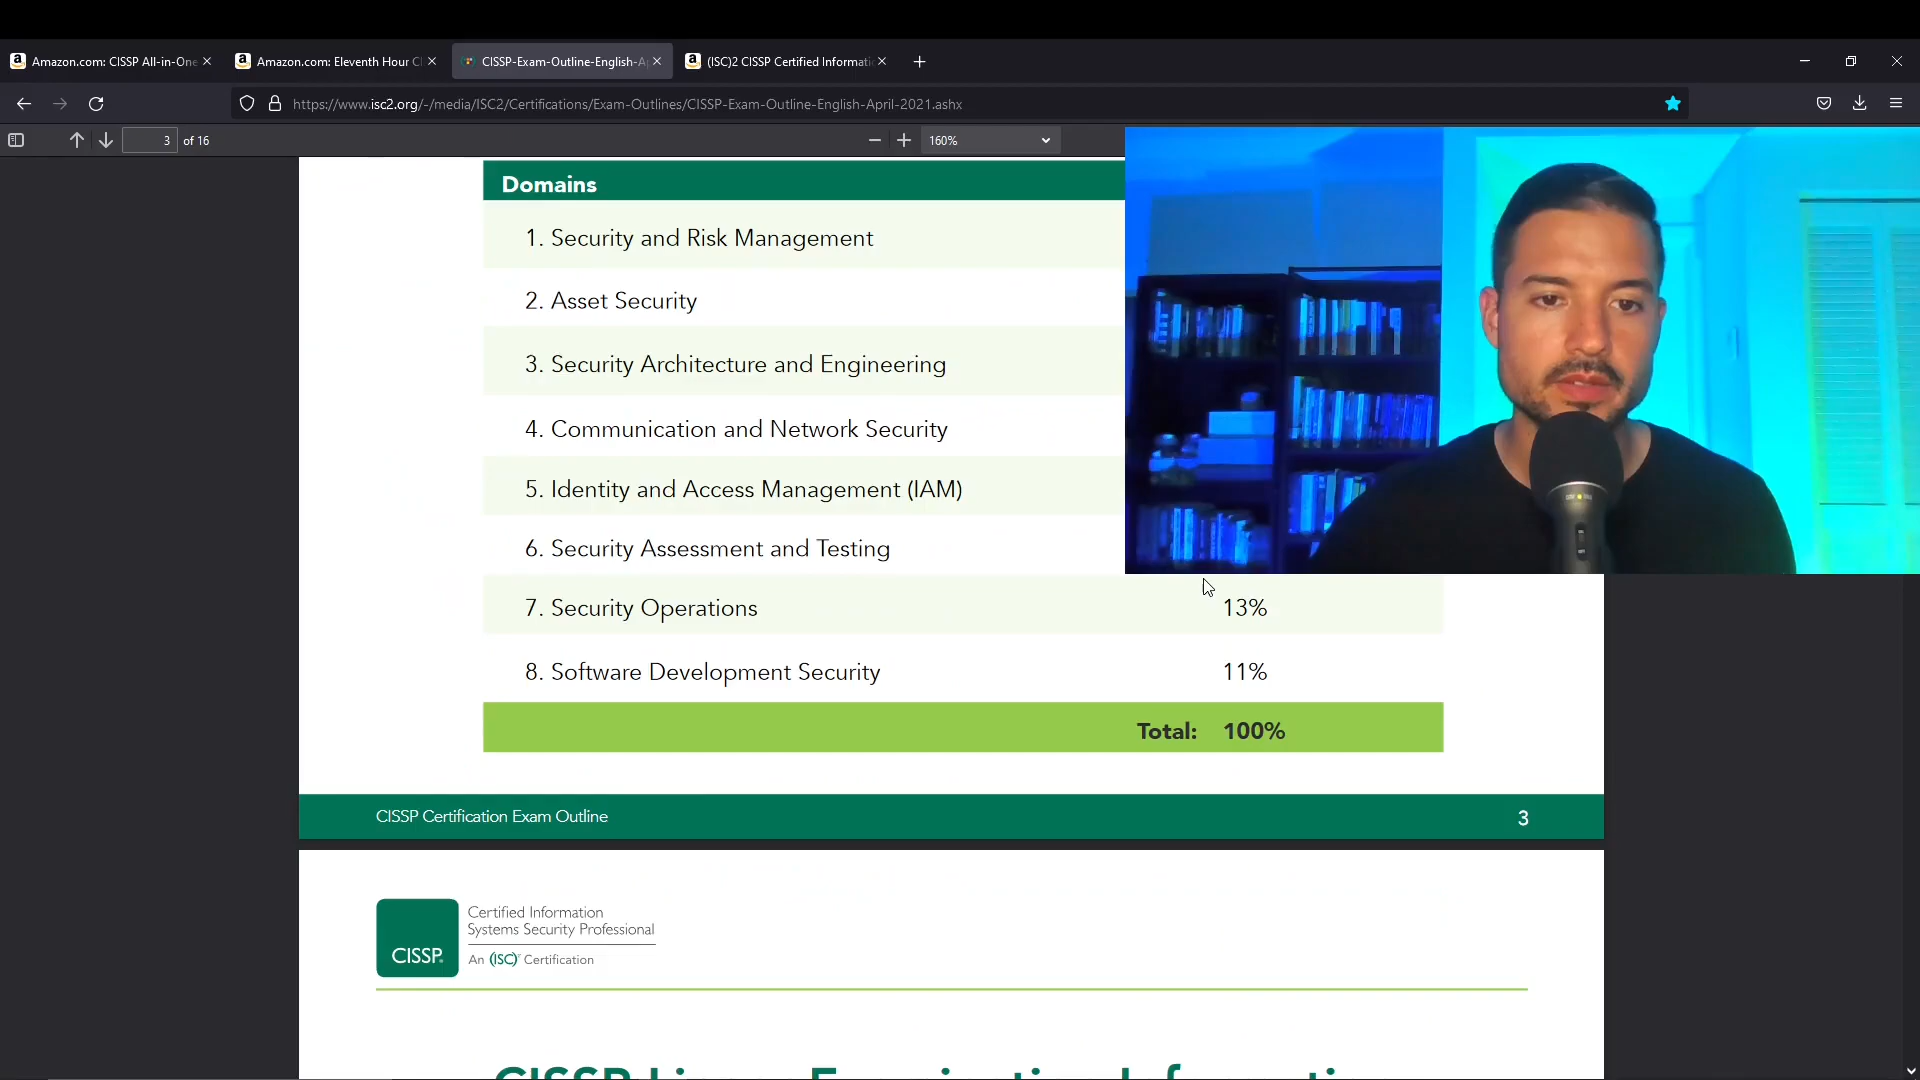 Amazon.com: CISSP All-in-One
Amazon.com: Eleventh Hour C
CISSP-Exam-Outline-English-A
(ISC)2 CISSP Certified Informati
https://www.isc2.org/-/media/ISC2/Certifications/Exam-Outlines/CISSP-Exam-Outline-English-April-2021.ashx
3 of 16
160%
Domains
1. Security and Risk Management
2. Asset Security
3. Security Architecture and Engineering
4. Communication and Network Security
5. Identity and Access Management (IAM)
6. Security Assessment and Testing
7. Security Operations 13%
8. Software Development Security 11%
Total: 100%
CISSP Certification Exam Outline 3
CISSP®
Certified Information
Systems Security Professional
An (ISC)² Certification